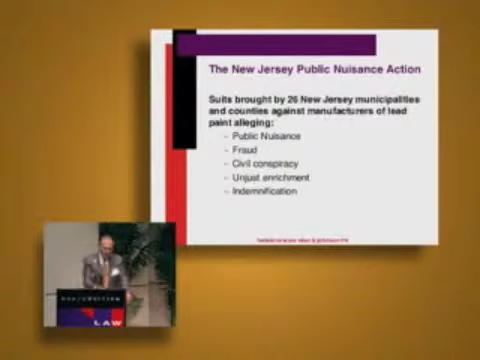 The New Jersey Public Nuisance Action
Suits brought by 26 New Jersey municipalities
and counties against manufacturers of lead
paint alleging:
– Public Nuisance
– Fraud
– Civil conspiracy
– Unjust enrichment
– Indemnification
LAW